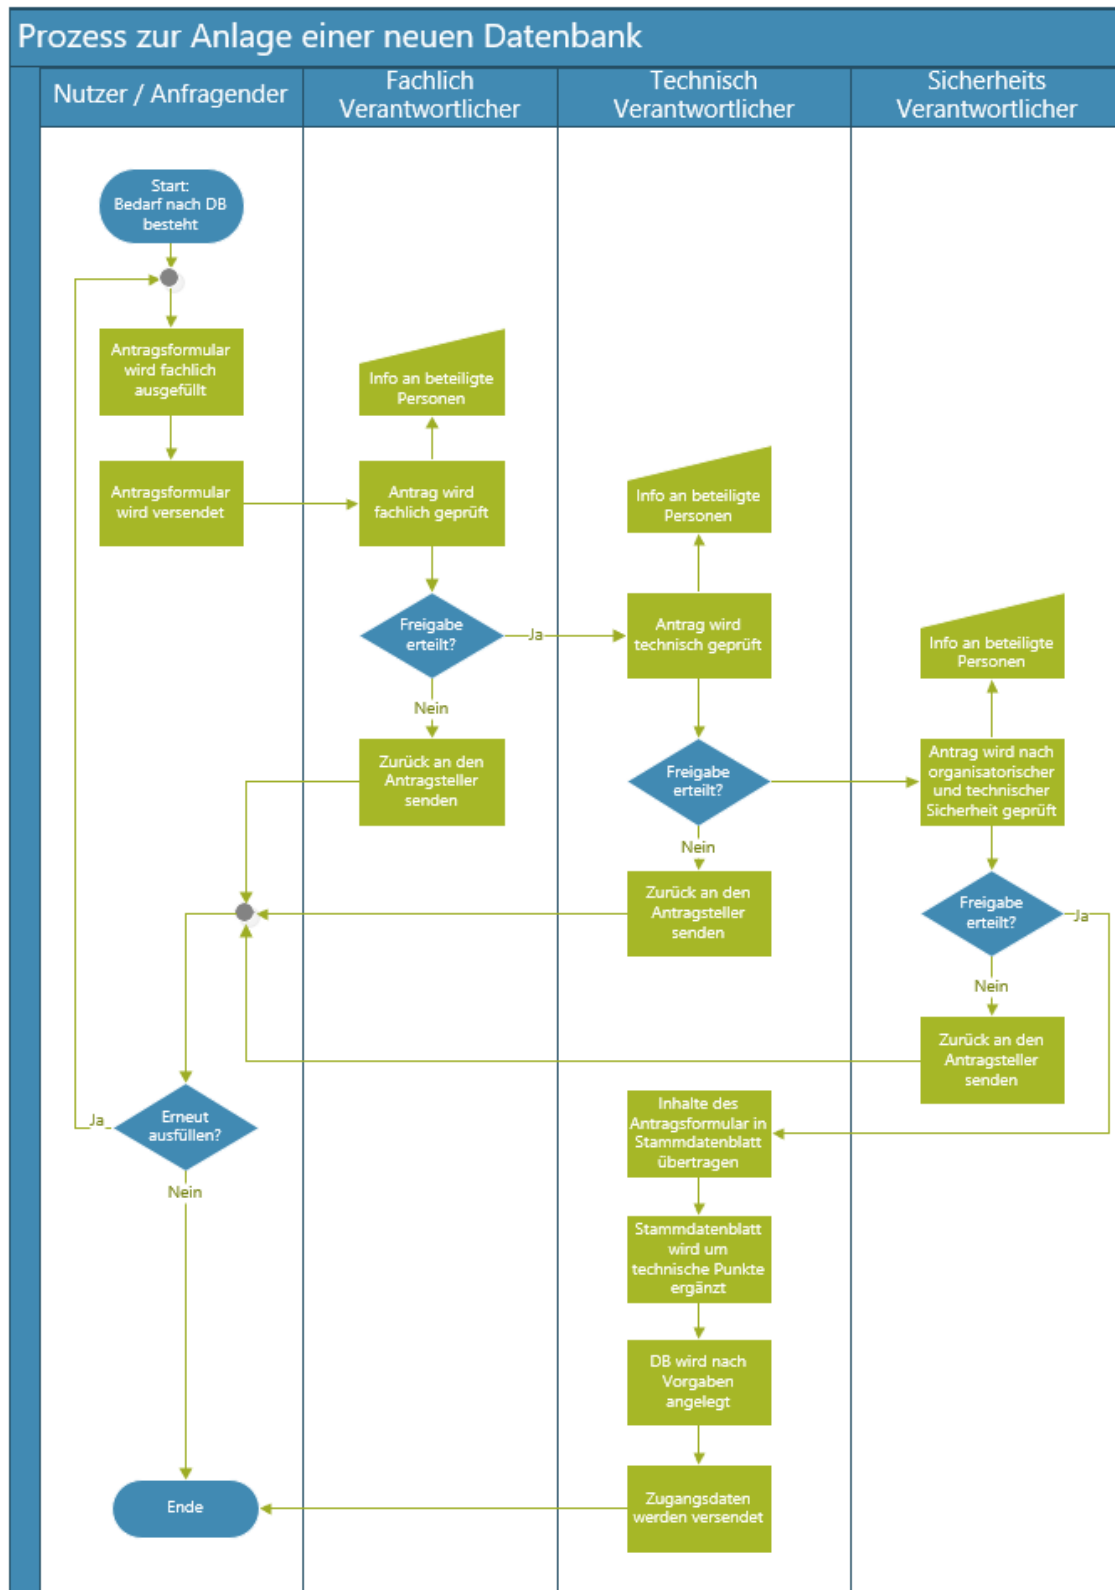 Prozess zur Anlage einer neuen Datenbank
Nutzer / Anfragender
Fachlich
Verantwortlicher
Technisch
Verantwortlicher
Sicherheits
Verantwortlicher
Start:
Bedarf nach DB
besteht
Antragsformular
wird fachlich
ausgefüllt
Info an beteiligte
Personen
Antragsformular
wird versendet
Antrag wird
fachlich geprüft
Info an beteiligte
Personen
Freigabe
erteilt?
Ja
Antrag wird
technisch geprüft
Info an beteiligte
Personen
Nein
Zurück an den
Antragsteller
senden
Freigabe
erteilt?
Antrag wird nach
organisatorischer
und technischer
Sicherheit geprüft
Nein
Zurück an den
Antragsteller
senden
Freigabe
erteilt?
Ja
Nein
Zurück an den
Antragsteller
senden
Ja
Erneut
ausfüllen?
Inhalte des
Antragsformular in
Stammdatenblatt
übertragen
Nein
Stammdatenblatt
wird um
technische Punkte
ergänzt
DB wird nach
Vorgaben
angelegt
Ende
Zugangsdaten
werden versendet